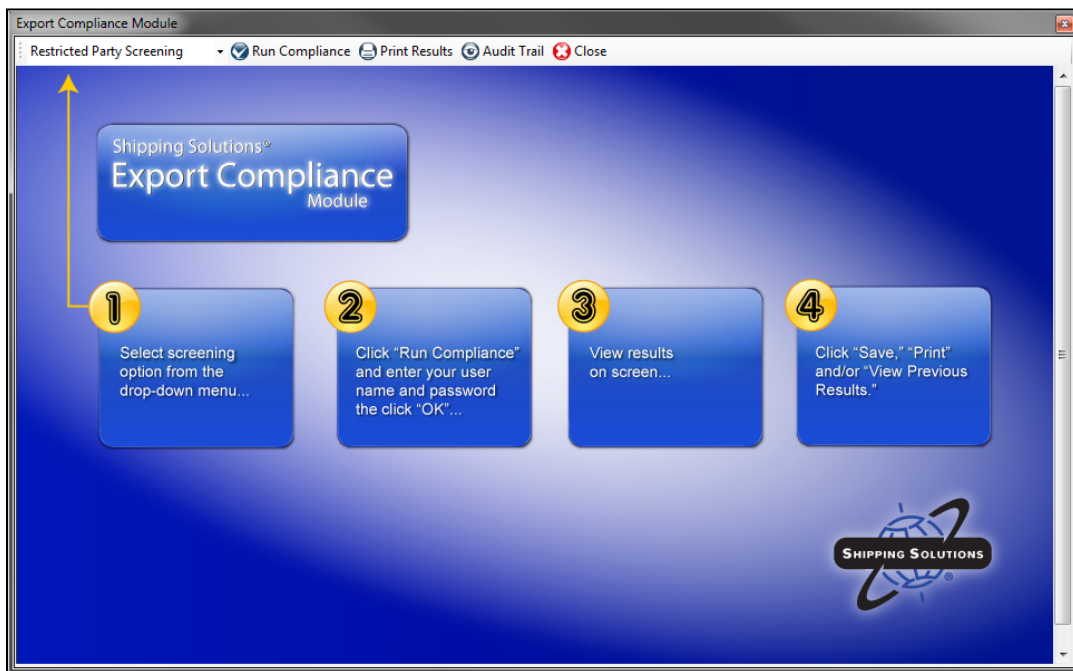 Export Compliance Module
Restricted Party Screening Run Compliance Print Results Audit Trail Close
Shipping Solutions®
Export Compliance
Module
1
Select screening
option from the
drop-down menu...
2
Click “Run Compliance”
and enter your user
name and password
the click “OK”...
3
View results
on screen...
4
Click “Save,” “Print”
and/or “View Previous
Results.”
SHIPPING SOLUTIONS
®